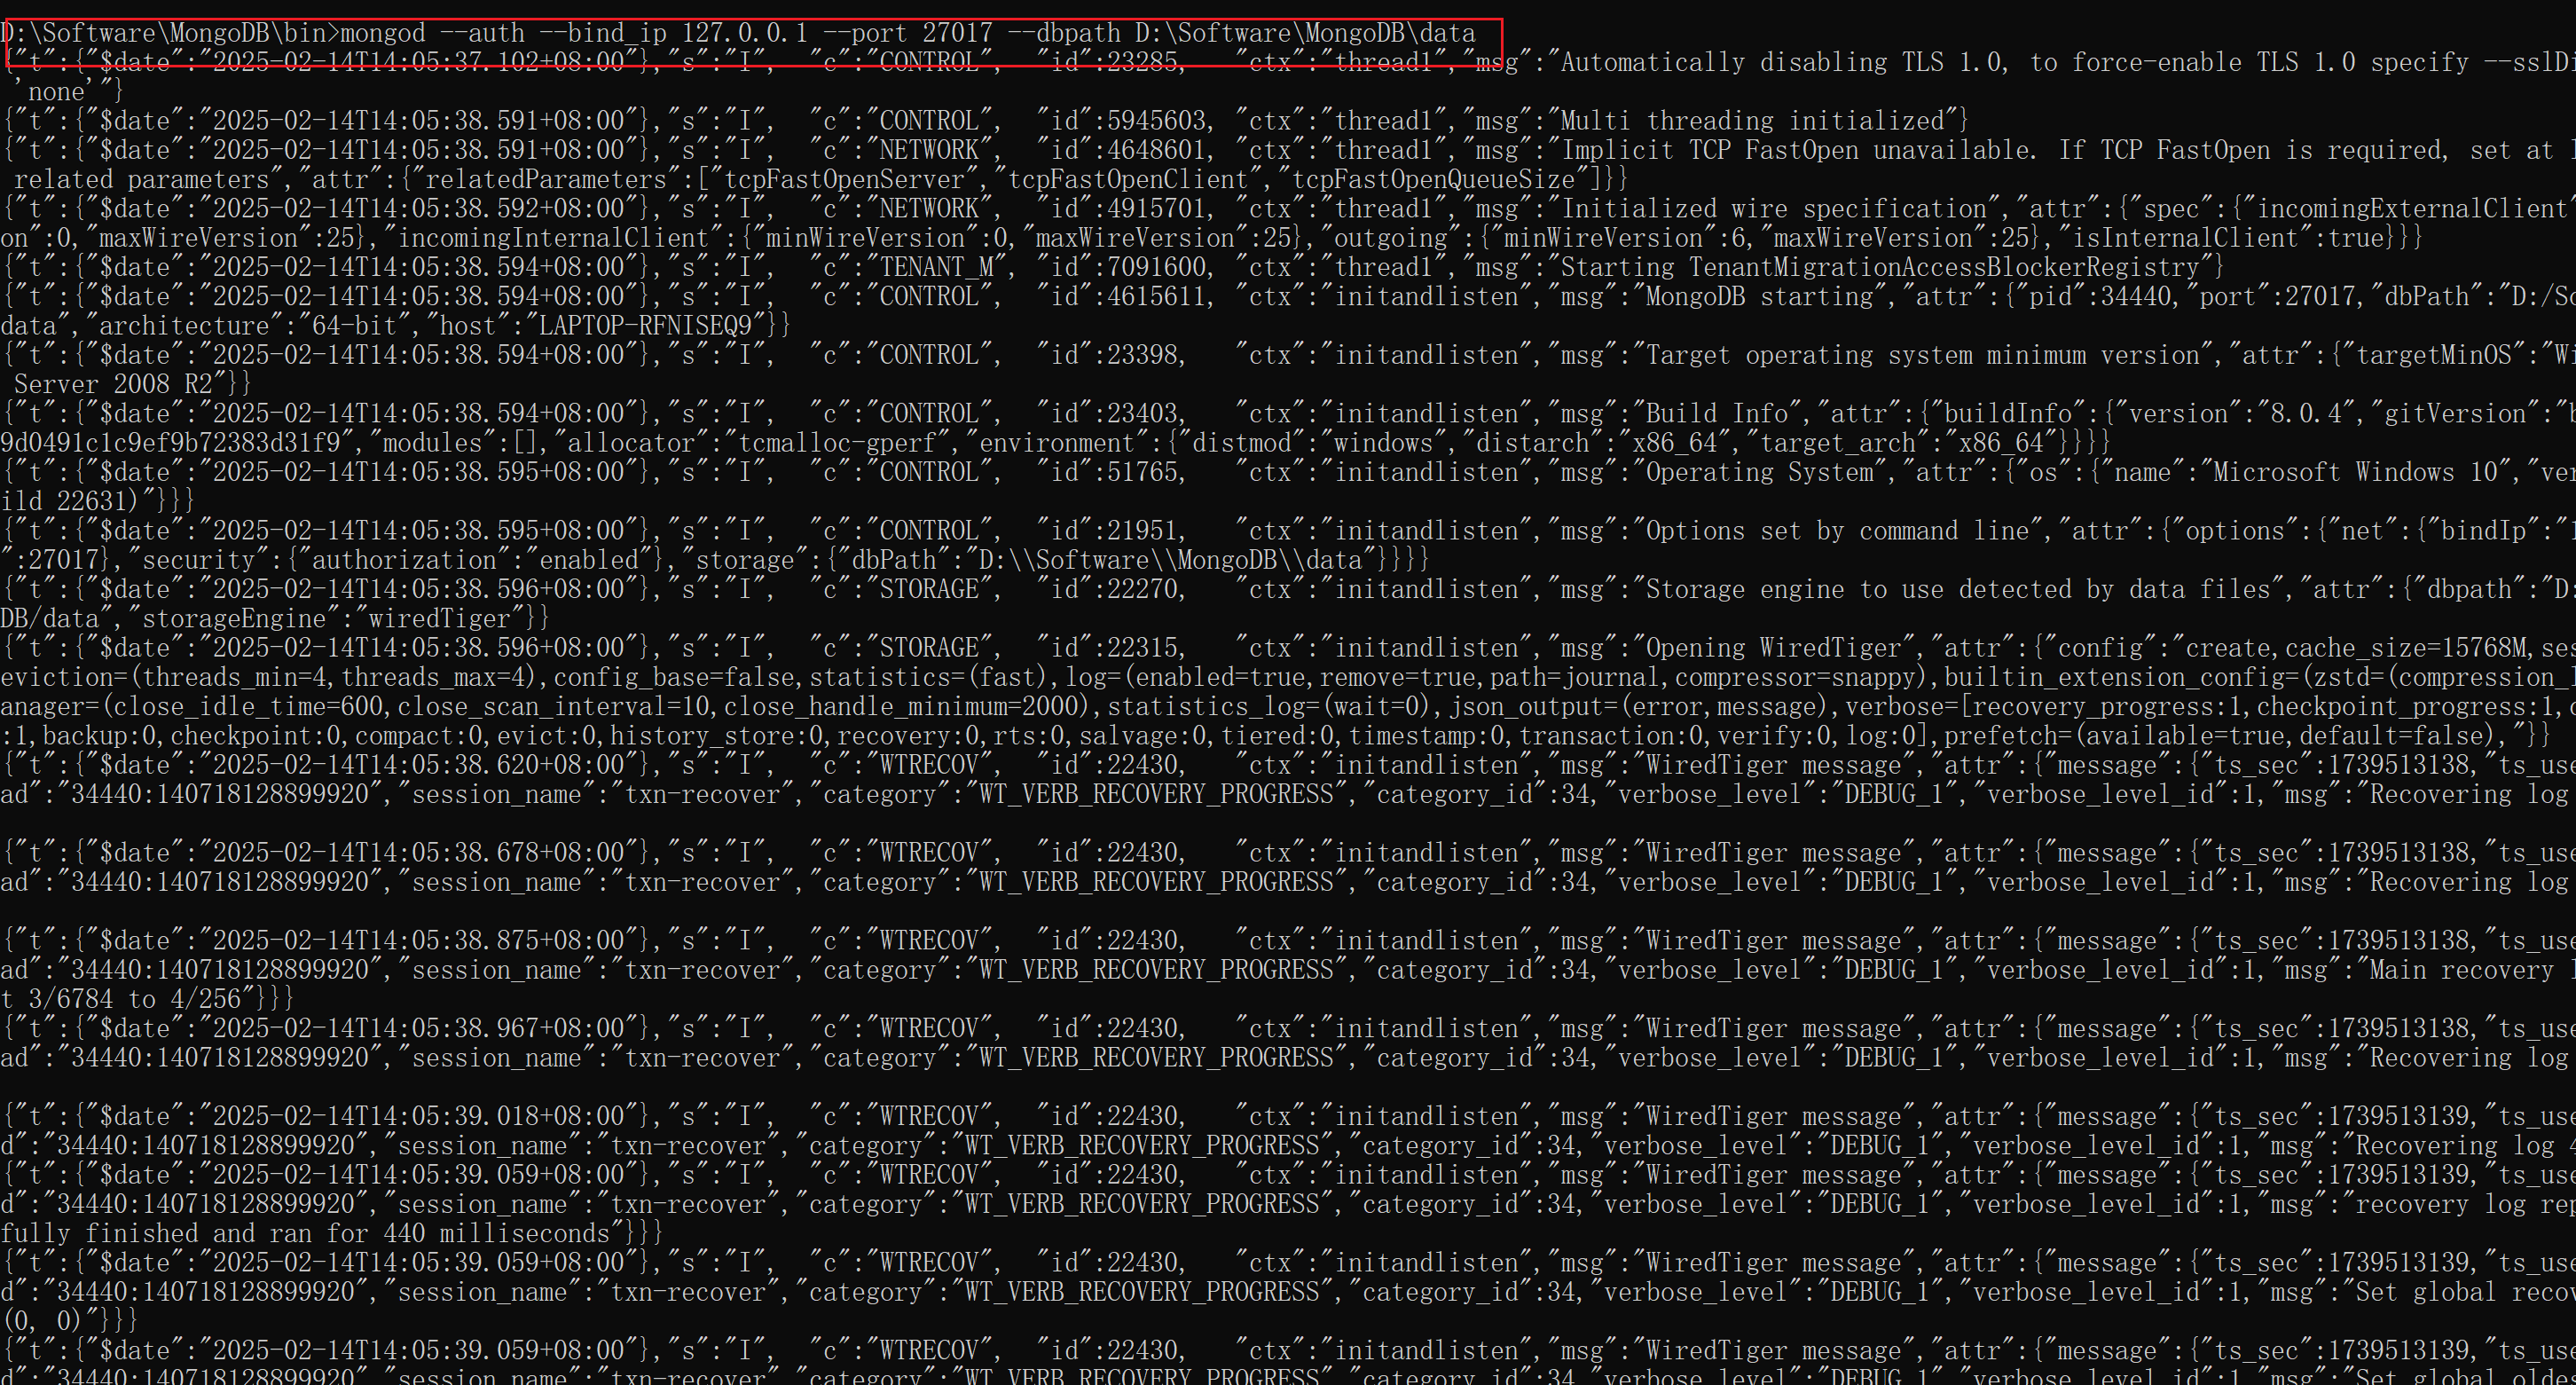 D:\Software\MongoDB\bin>mongod --auth --bind_ip 127.0.0.1 --port 27017 --dbpath D:\Software\MongoDB\data
{"t":{"$date":"2025-02-14T14:05:37.102+08:00"},"s":"I",  "c":"CONTROL",  "id":23285,   "ctx":"thread1","msg":"Automatically disabling TLS 1.0, to force-enable TLS 1.0 specify --sslDi
 'none'"}
{"t":{"$date":"2025-02-14T14:05:38.591+08:00"},"s":"I",  "c":"CONTROL",  "id":5945603, "ctx":"thread1","msg":"Multi threading initialized"}
{"t":{"$date":"2025-02-14T14:05:38.591+08:00"},"s":"I",  "c":"NETWORK",  "id":4648601, "ctx":"thread1","msg":"Implicit TCP FastOpen unavailable. If TCP FastOpen is required, set at l
 related parameters","attr":{"relatedParameters":["tcpFastOpenServer","tcpFastOpenClient","tcpFastOpenQueueSize"]}}
{"t":{"$date":"2025-02-14T14:05:38.592+08:00"},"s":"I",  "c":"NETWORK",  "id":4915701, "ctx":"thread1","msg":"Initialized wire specification","attr":{"spec":{"incomingExternalClient"
on":0,"maxWireVersion":25},"incomingInternalClient":{"minWireVersion":0,"maxWireVersion":25},"outgoing":{"minWireVersion":6,"maxWireVersion":25},"isInternalClient":true}}}
{"t":{"$date":"2025-02-14T14:05:38.594+08:00"},"s":"I",  "c":"TENANT_M", "id":7091600, "ctx":"thread1","msg":"Starting TenantMigrationAccessBlockerRegistry"}
{"t":{"$date":"2025-02-14T14:05:38.594+08:00"},"s":"I",  "c":"CONTROL",  "id":4615611, "ctx":"initandlisten","msg":"MongoDB starting","attr":{"pid":34440,"port":27017,"dbPath":"D:/So
data","architecture":"64-bit","host":"LAPTOP-RFNISEQ9"}}
{"t":{"$date":"2025-02-14T14:05:38.594+08:00"},"s":"I",  "c":"CONTROL",  "id":23398,   "ctx":"initandlisten","msg":"Target operating system minimum version","attr":{"targetMinOS":"Wi
 Server 2008 R2"}}
{"t":{"$date":"2025-02-14T14:05:38.594+08:00"},"s":"I",  "c":"CONTROL",  "id":23403,   "ctx":"initandlisten","msg":"Build Info","attr":{"buildInfo":{"version":"8.0.4","gitVersion":"b
9d0491c1c9ef9b72383d31f9","modules":[],"allocator":"tcmalloc-gperf","environment":{"distmod":"windows","distarch":"x86_64","target_arch":"x86_64"}}}}
{"t":{"$date":"2025-02-14T14:05:38.595+08:00"},"s":"I",  "c":"CONTROL",  "id":51765,   "ctx":"initandlisten","msg":"Operating System","attr":{"os":{"name":"Microsoft Windows 10","ver
ild 22631)"}}}
{"t":{"$date":"2025-02-14T14:05:38.595+08:00"},"s":"I",  "c":"CONTROL",  "id":21951,   "ctx":"initandlisten","msg":"Options set by command line","attr":{"options":{"net":{"bindIp":"1
":27017},"security":{"authorization":"enabled"},"storage":{"dbPath":"D:\\Software\\MongoDB\\data"}}}}
{"t":{"$date":"2025-02-14T14:05:38.596+08:00"},"s":"I",  "c":"STORAGE",  "id":22270,   "ctx":"initandlisten","msg":"Storage engine to use detected by data files","attr":{"dbpath":"D:
DB/data","storageEngine":"wiredTiger"}}
{"t":{"$date":"2025-02-14T14:05:38.596+08:00"},"s":"I",  "c":"STORAGE",  "id":22315,   "ctx":"initandlisten","msg":"Opening WiredTiger","attr":{"config":"create,cache_size=15768M,ses
eviction=(threads_min=4,threads_max=4),config_base=false,statistics=(fast),log=(enabled=true,remove=true,path=journal,compressor=snappy),builtin_extension_config=(zstd=(compression_l
anager=(close_idle_time=600,close_scan_interval=10,close_handle_minimum=2000),statistics_log=(wait=0),json_output=(error,message),verbose=[recovery_progress:1,checkpoint_progress:1,c
:1,backup:0,checkpoint:0,compact:0,evict:0,history_store:0,recovery:0,rts:0,salvage:0,tiered:0,timestamp:0,transaction:0,verify:0,log:0],prefetch=(available=true,default=false),"}}
{"t":{"$date":"2025-02-14T14:05:38.620+08:00"},"s":"I",  "c":"WTRECOV",  "id":22430,   "ctx":"initandlisten","msg":"WiredTiger message","attr":{"message":{"ts_sec":1739513138,"ts_use
ad":"34440:140718128899920","session_name":"txn-recover","category":"WT_VERB_RECOVERY_PROGRESS","category_id":34,"verbose_level":"DEBUG_1","verbose_level_id":1,"msg":"Recovering log
{"t":{"$date":"2025-02-14T14:05:38.678+08:00"},"s":"I",  "c":"WTRECOV",  "id":22430,   "ctx":"initandlisten","msg":"WiredTiger message","attr":{"message":{"ts_sec":1739513138,"ts_use
ad":"34440:140718128899920","session_name":"txn-recover","category":"WT_VERB_RECOVERY_PROGRESS","category_id":34,"verbose_level":"DEBUG_1","verbose_level_id":1,"msg":"Recovering log
{"t":{"$date":"2025-02-14T14:05:38.875+08:00"},"s":"I",  "c":"WTRECOV",  "id":22430,   "ctx":"initandlisten","msg":"WiredTiger message","attr":{"message":{"ts_sec":1739513138,"ts_use
ad":"34440:140718128899920","session_name":"txn-recover","category":"WT_VERB_RECOVERY_PROGRESS","category_id":34,"verbose_level":"DEBUG_1","verbose_level_id":1,"msg":"Main recovery l
t 3/6784 to 4/256"}}}
{"t":{"$date":"2025-02-14T14:05:38.967+08:00"},"s":"I",  "c":"WTRECOV",  "id":22430,   "ctx":"initandlisten","msg":"WiredTiger message","attr":{"message":{"ts_sec":1739513138,"ts_use
ad":"34440:140718128899920","session_name":"txn-recover","category":"WT_VERB_RECOVERY_PROGRESS","category_id":34,"verbose_level":"DEBUG_1","verbose_level_id":1,"msg":"Recovering log
{"t":{"$date":"2025-02-14T14:05:39.018+08:00"},"s":"I",  "c":"WTRECOV",  "id":22430,   "ctx":"initandlisten","msg":"WiredTiger message","attr":{"message":{"ts_sec":1739513139,"ts_use
d":"34440:140718128899920","session_name":"txn-recover","category":"WT_VERB_RECOVERY_PROGRESS","category_id":34,"verbose_level":"DEBUG_1","verbose_level_id":1,"msg":"Recovering log 4
{"t":{"$date":"2025-02-14T14:05:39.059+08:00"},"s":"I",  "c":"WTRECOV",  "id":22430,   "ctx":"initandlisten","msg":"WiredTiger message","attr":{"message":{"ts_sec":1739513139,"ts_use
d":"34440:140718128899920","session_name":"txn-recover","category":"WT_VERB_RECOVERY_PROGRESS","category_id":34,"verbose_level":"DEBUG_1","verbose_level_id":1,"msg":"recovery log rep
fully finished and ran for 440 milliseconds"}}}
{"t":{"$date":"2025-02-14T14:05:39.059+08:00"},"s":"I",  "c":"WTRECOV",  "id":22430,   "ctx":"initandlisten","msg":"WiredTiger message","attr":{"message":{"ts_sec":1739513139,"ts_use
d":"34440:140718128899920","session_name":"txn-recover","category":"WT_VERB_RECOVERY_PROGRESS","category_id":34,"verbose_level":"DEBUG_1","verbose_level_id":1,"msg":"Set global recov
(0, 0)"}}}
{"t":{"$date":"2025-02-14T14:05:39.059+08:00"},"s":"I",  "c":"WTRECOV",  "id":22430,   "ctx":"initandlisten","msg":"WiredTiger message","attr":{"message":{"ts_sec":1739513139,"ts_use
d":"34440:140718128899920","session_name":"txn-recover","category":"WT_VERB_RECOVERY_PROGRESS","category_id":34,"verbose_level":"DEBUG_1","verbose_level_id":1,"msg":"Set global oldes